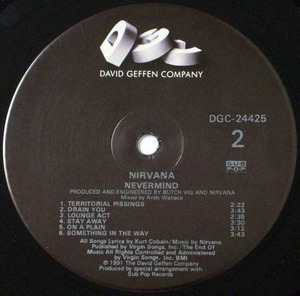 DGC
DAVID GEFFEN COMPANY
DGC-24425
2
SUB
POP
NIRVANA
NEVERMIND
PRODUCED AND ENGINEERED BY BUTCH VIG AND NIRVANA
Mixed by Andy Wallace
1. TERRITORIAL PISSINGS 2:22
2. DRAIN YOU 3:43
3. LOUNGE ACT 2:35
4. STAY AWAY 3:31
5. ON A PLAIN 3:12
6. SOMETHING IN THE WAY 3:43
All Songs Lyrics by Kurt Cobain/Music by Nirvana.
Published by Virgin Songs, Inc./The End Of
Music All Rights Controlled and Administered
by Virgin Songs, Inc. BMI
℗ 1991 The David Geffen Company
Produced by special arrangement with
Sub Pop Records